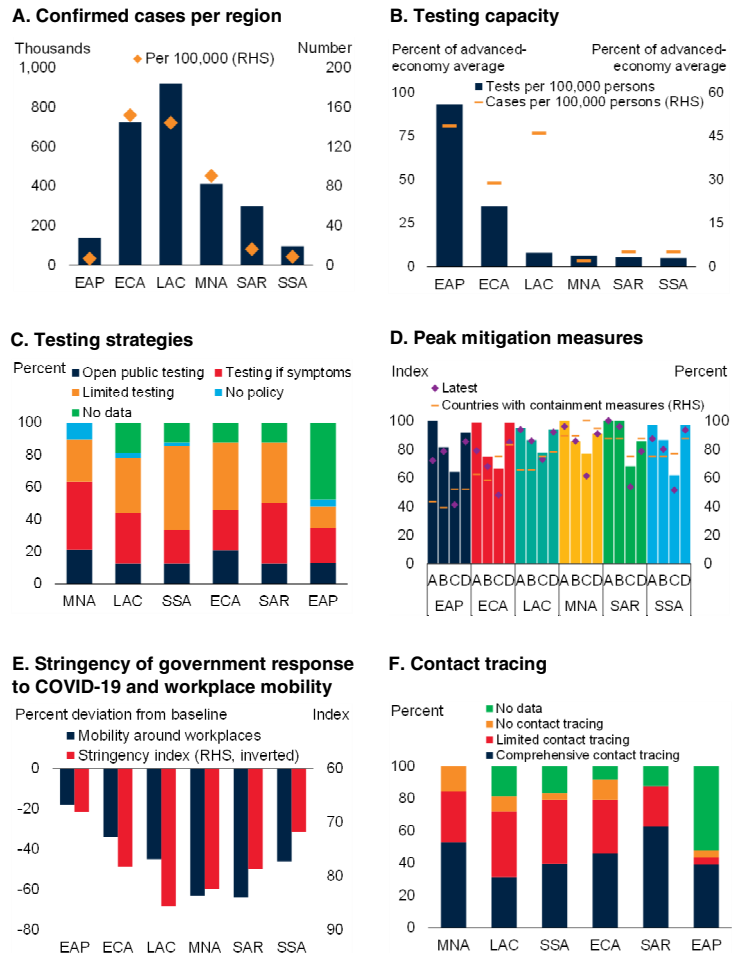 A. Confirmed cases per region
Thousands
Number
Per 100,000 (RHS)
1,000
800
600
400
200
0
200
160
120
80
40
0
EAP ECA LAC MNA SAR SSA
B. Testing capacity
Percent of advanced-
economy average
Percent of advanced-
economy average
Tests per 100,000 persons
Cases per 100,000 persons (RHS)
100
75
50
25
0
60
45
30
15
0
EAP ECA LAC MNA SAR SSA
C. Testing strategies
Percent
Open public testing
Testing if symptoms
Limited testing
No policy
No data
100
80
60
40
20
0
MNA LAC SSA ECA SAR EAP
D. Peak mitigation measures
Index
Percent
Latest
Countries with containment measures (RHS)
100
80
60
40
20
0
100
80
60
40
20
0
ABCDABCDABCDABCDABCDABCD
EAP ECA LAC MNA SAR SSA
E. Stringency of government response
to COVID-19 and workplace mobility
Percent deviation from baseline
Index
Mobility around workplaces
Stringency index (RHS, inverted)
0
-20
-40
-60
-80
60
70
80
90
EAP ECA LAC MNA SAR SSA
F. Contact tracing
Percent
No data
No contact tracing
Limited contact tracing
Comprehensive contact tracing
100
80
60
40
20
0
MNA LAC SSA ECA SAR EAP